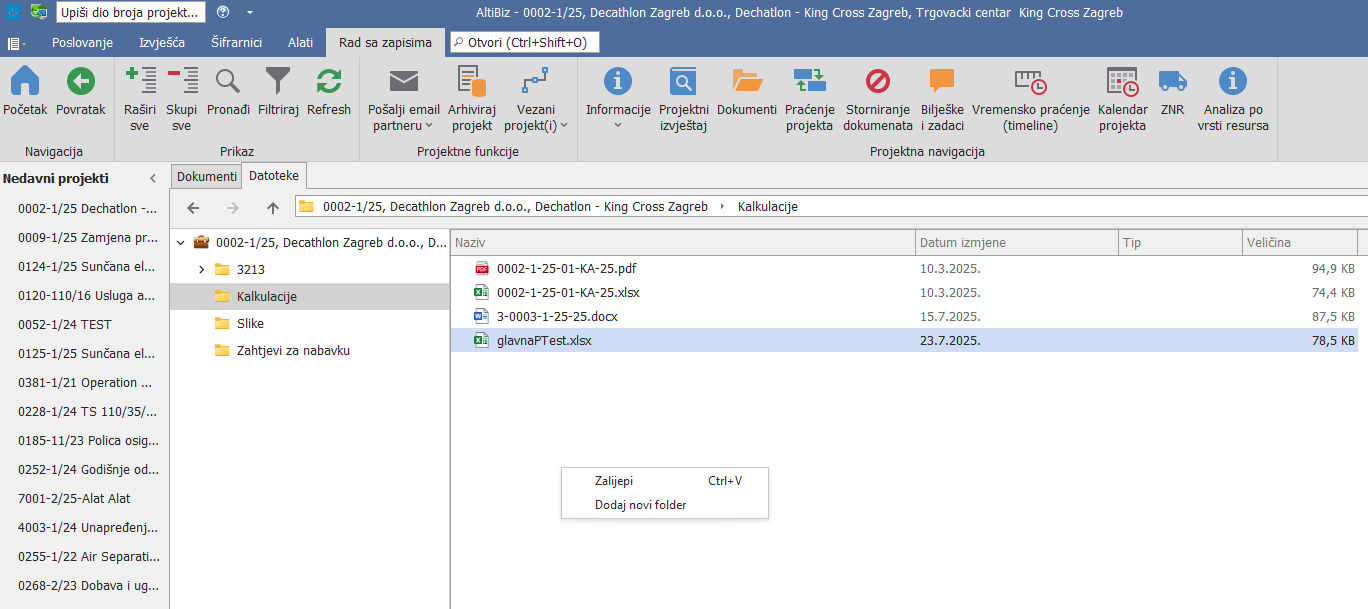 Upiši dio broja projekt...
AltiBiz - 0002-1/25, Decathlon Zagreb d.o.o., Dechatlon - King Cross Zagreb, Trgovacki centar King Cross Zagreb
Poslovanje Izvješća Šifrarnici Alati Rad sa zapisima Otvori (Ctrl+Shift+O)
Početak Povratak Raširi sve Skupi sve Pronađi Filtriraj Refresh Pošalji email partneru Arhiviraj projekt Vezani projekt(i) Informacije Projektni izvještaj Dokumenti Praćenje projekta Storniranje dokumenata Bilješke i zadaci Vremensko praćenje (timeline) Kalendar projekta ZNR Analiza po vrsti resursa
Navigacija Prikaz Projektne funkcije Projektna navigacija
Nedavni projekti
0002-1/25 Dechatlon -...
0009-1/25 Zamjena pr...
0124-1/25 Sunčana el...
0120-110/16 Usluga a...
0052-1/24 TEST
0125-1/25 Sunčana el...
0381-1/21 Operation ...
0228-1/24 TS 110/35/...
0185-11/23 Polica osig...
0252-1/24 Godišnje od...
7001-2/25-Alat Alat
4003-1/24 Unapređenj...
0255-1/22 Air Separati...
0268-2/23 Dobava i ug...
Dokumenti Datoteke
0002-1/25, Decathlon Zagreb d.o.o., Dechatlon - King Cross Zagreb Kalkulacije
0002-1/25, Decathlon Zagreb d.o.o., D...
3213
Kalkulacije
Slike
Zahtjevi za nabavku
Naziv Datum izmjene Tip Veličina
0002-1-25-01-KA-25.pdf 10.3.2025. 94,9 KB
0002-1-25-01-KA-25.xlsx 10.3.2025. 74,4 KB
3-0003-1-25-25.docx 15.7.2025. 87,5 KB
glavnaPTest.xlsx 23.7.2025. 78,5 KB
Zalijepi Ctrl+V
Dodaj novi folder